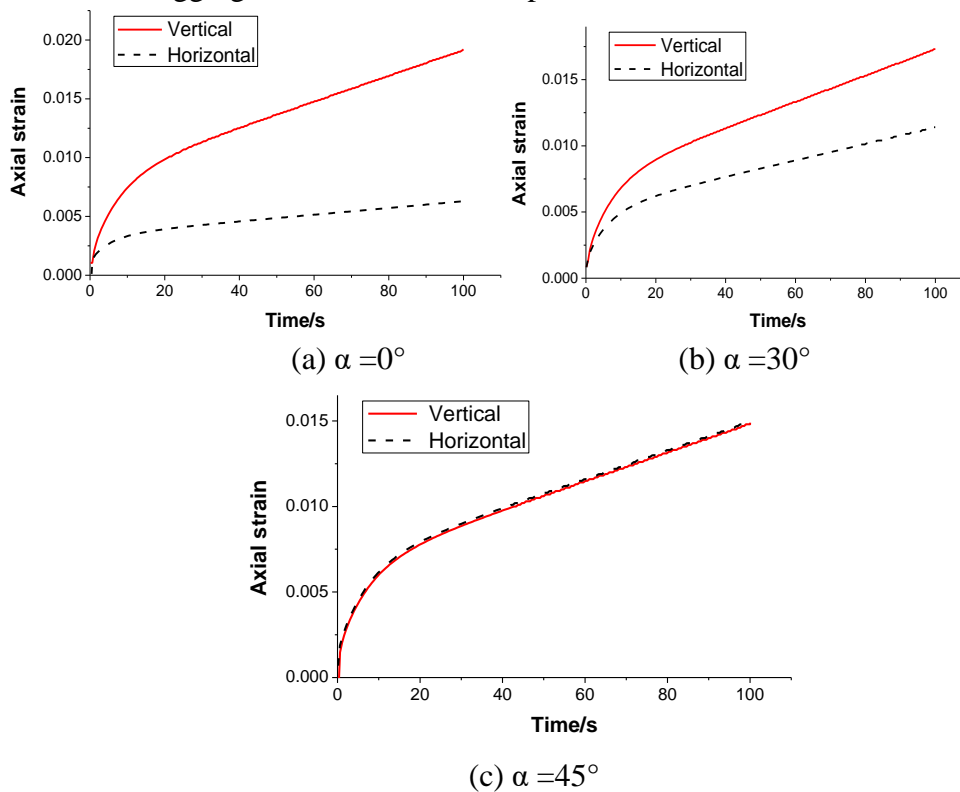 Vertical
Horizontal
0.020
0.015
0.010
0.005
0.000
Axial strain
0 20 40 60 80 100
Time/s
(a) α =0°
Vertical
Horizontal
0.015
0.010
0.005
0.000
Axial strain
0 20 40 60 80 100
Time/s
(b) α =30°
Vertical
Horizontal
0.015
0.010
0.005
0.000
Axial strain
0 20 40 60 80 100
Time/s
(c) α =45°